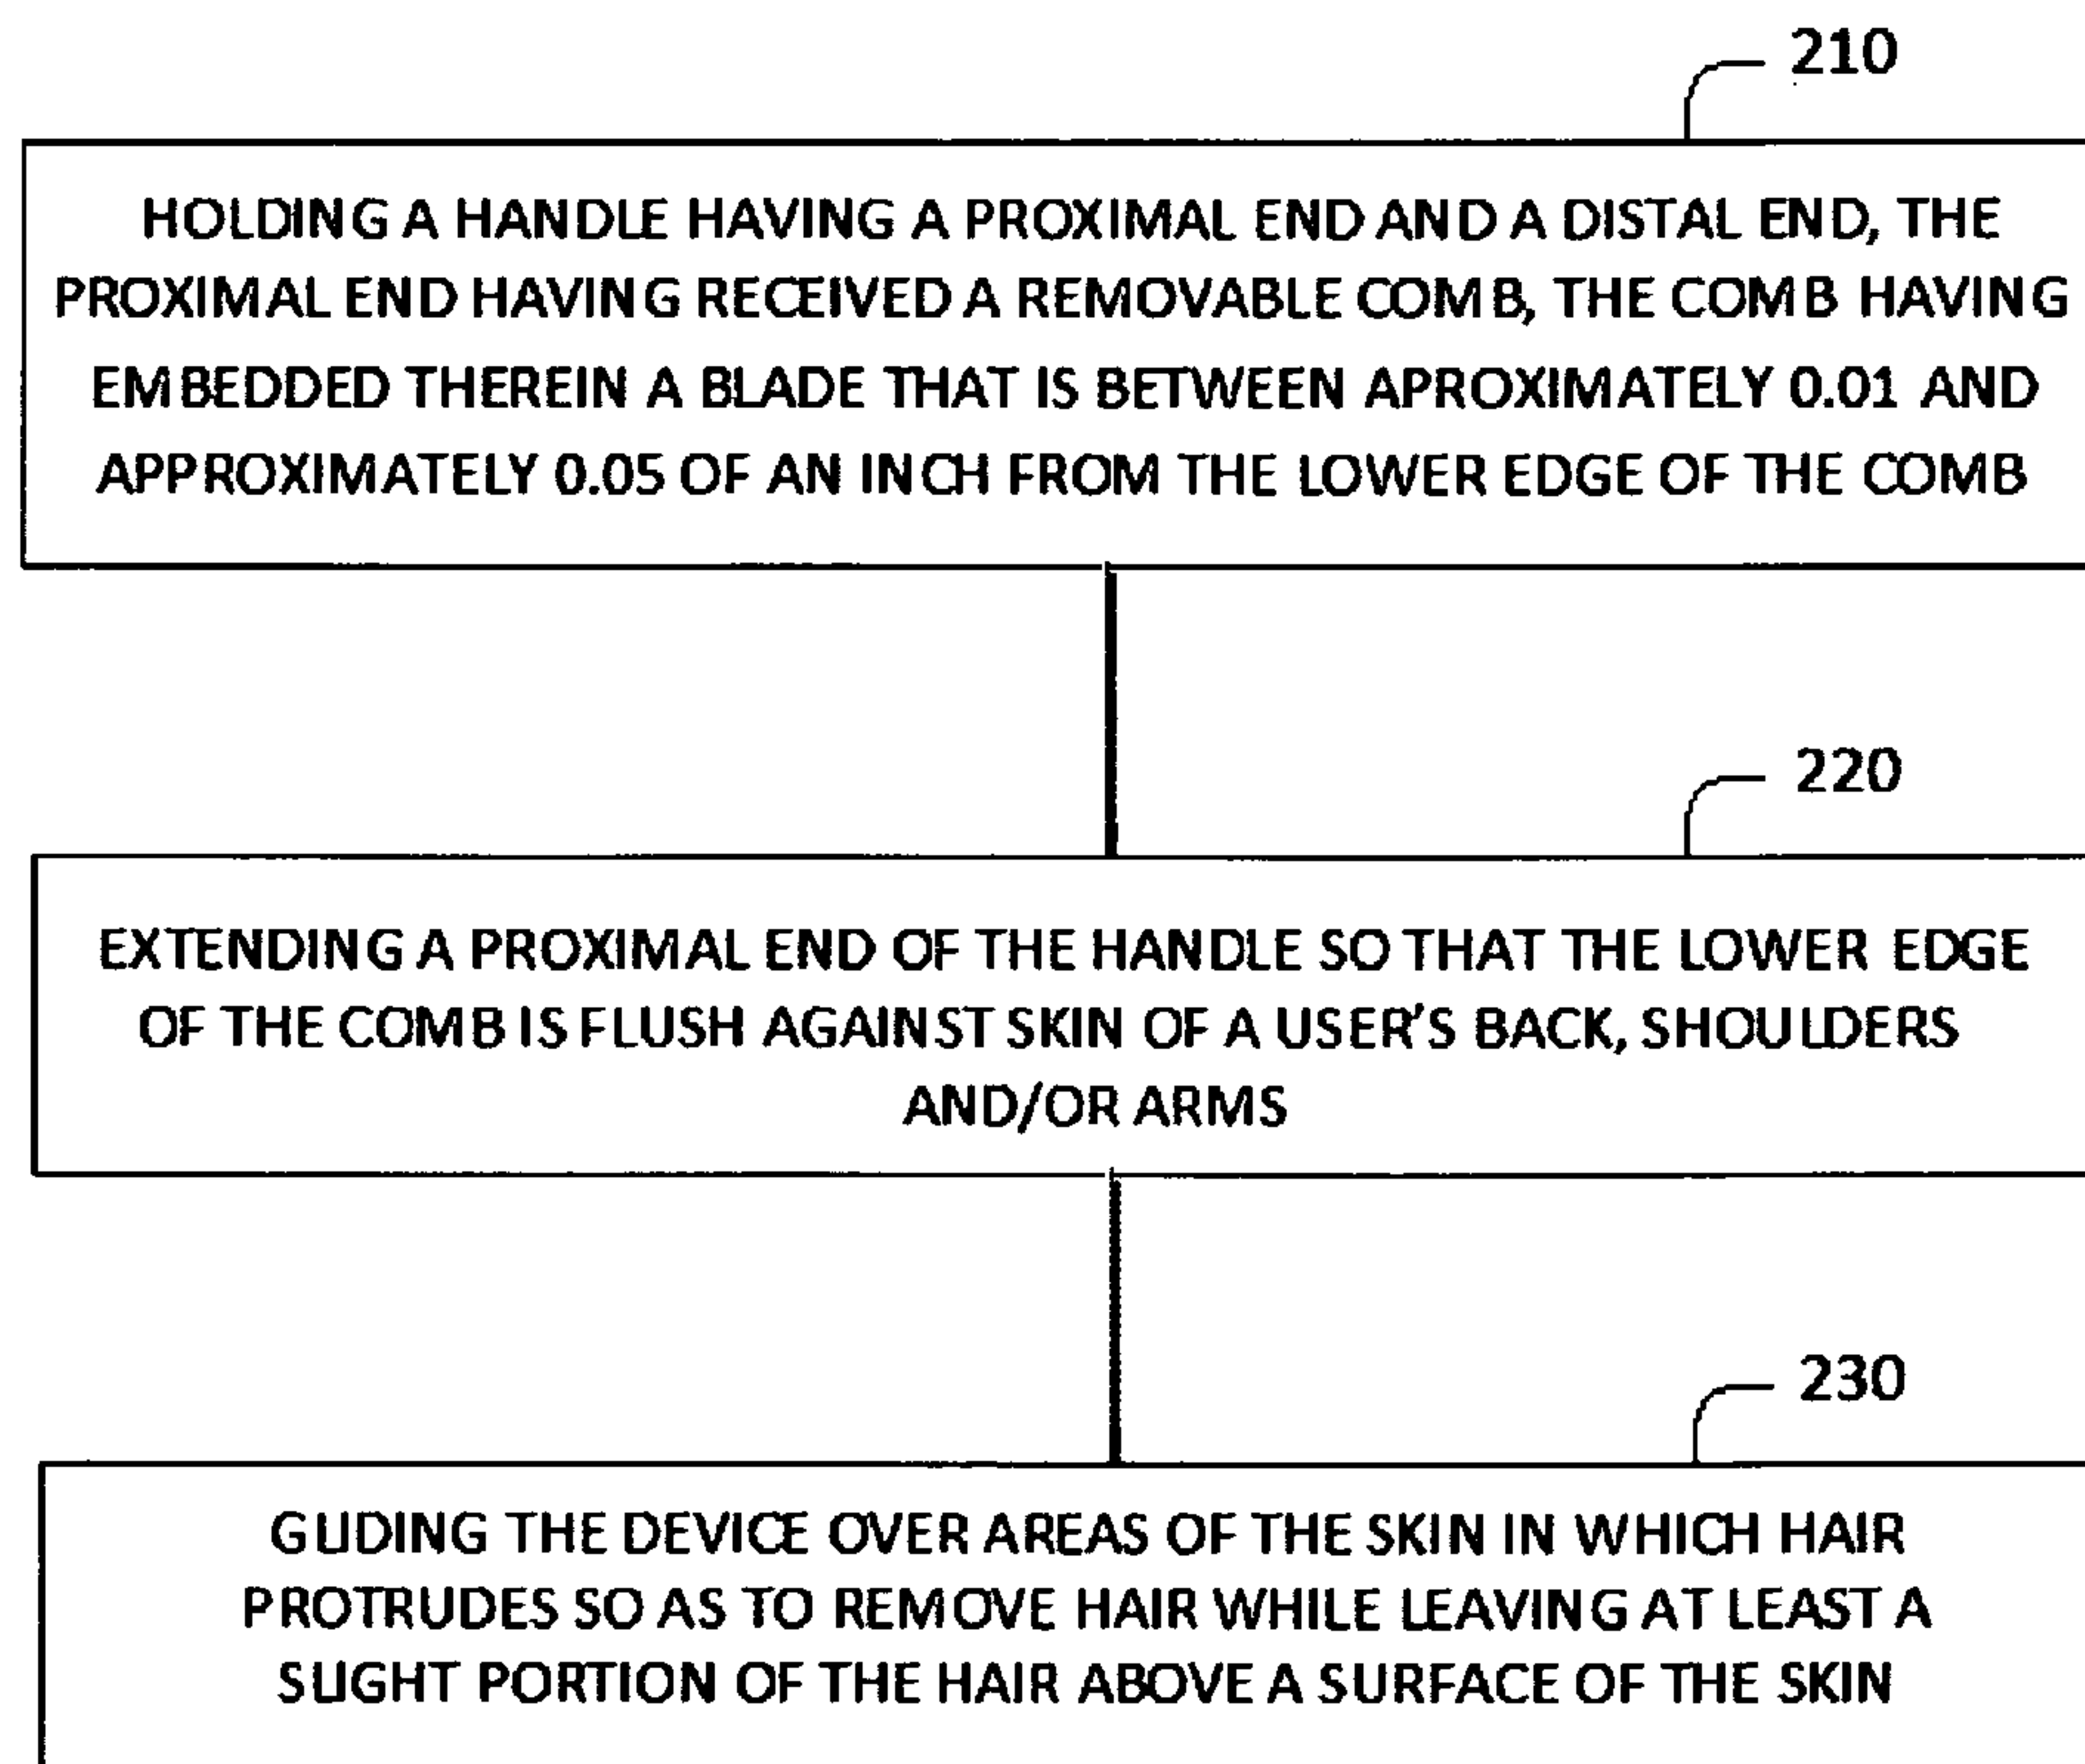 210
HOLDING A HANDLE HAVING A PROXIMAL END AND A DISTAL END, THE
PROXIMAL END HAVING RECEIVED A REMOVABLE COMB, THE COMB HAVING
EMBEDDED THEREIN A BLADE THAT IS BETWEEN APROXIMATELY 0.01 AND
APPROXIMATELY 0.05 OF AN INCH FROM THE LOWER EDGE OF THE COMB
220
EXTENDING A PROXIMAL END OF THE HANDLE SO THAT THE LOWER EDGE
OF THE COMB IS FLUSH AGAINST SKIN OF A USER'S BACK, SHOULDERS
AND/OR ARMS
230
GLIDING THE DEVICE OVER AREAS OF THE SKIN IN WHICH HAIR
PROTRUDES SO AS TO REMOVE HAIR WHILE LEAVING AT LEAST A
SLIGHT PORTION OF THE HAIR ABOVE A SURFACE OF THE SKIN